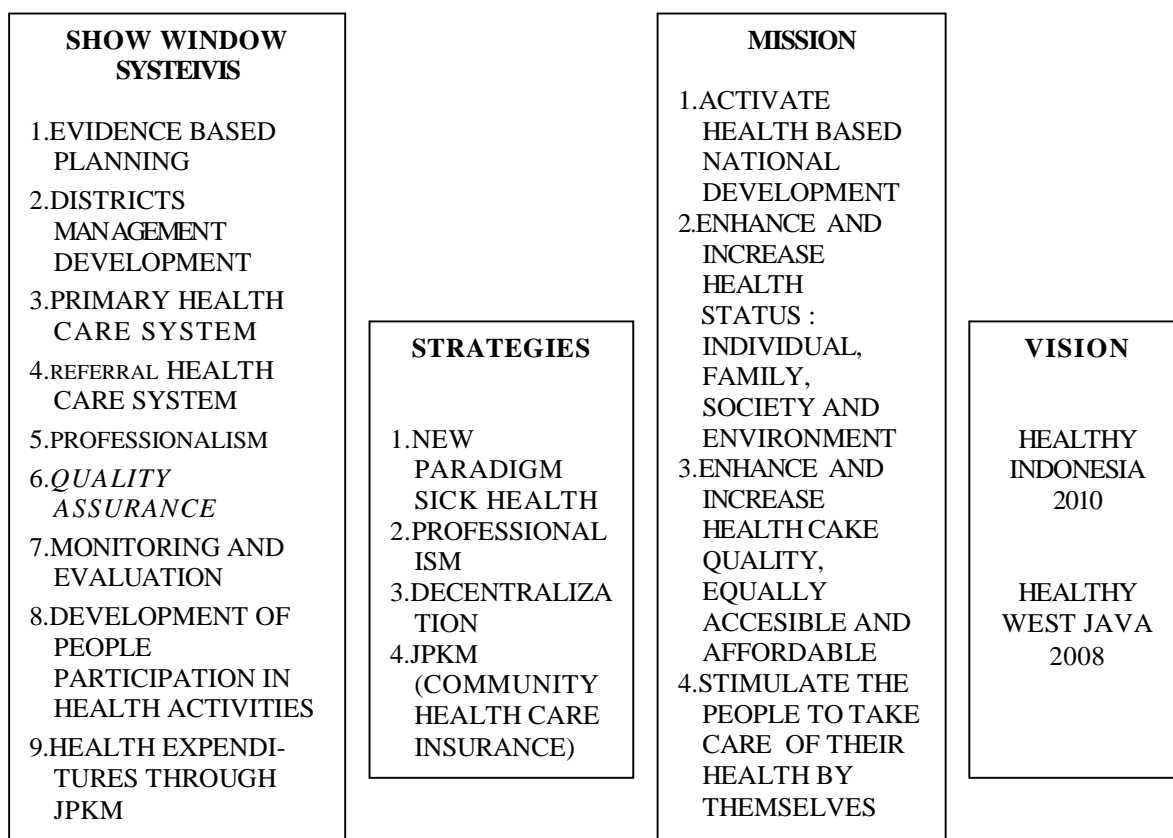 SHOW WINDOW
SYSTEIVIS
1.EVIDENCE BASED
PLANNING
2.DISTRICTS
MANAGEMENT
DEVELOPMENT
3.PRIMARY HEALTH
CARE SYSTEM
4.REFERRAL HEALTH
CARE SYSTEM
5.PROFESSIONALISM
6.QUALITY
ASSURANCE
7.MONITORING AND
EVALUATION
8.DEVELOPMENT OF
PEOPLE
PARTICIPATION IN
HEALTH ACTIVITIES
9.HEALTH EXPENDI-
TURES THROUGH
JPKM
STRATEGIES
1.NEW
PARADIGM
SICK HEALTH
2.PROFESSIONAL
ISM
3.DECENTRALIZA
TION
4.JPKM
(COMMUNITY
HEALTH CARE
INSURANCE)
MISSION
1.ACTIVATE
HEALTH BASED
NATIONAL
DEVELOPMENT
2.ENHANCE AND
INCREASE
HEALTH
STATUS :
INDIVIDUAL,
FAMILY,
SOCIETY AND
ENVIRONMENT
3.ENHANCE AND
INCREASE
HEALTH CAKE
QUALITY,
EQUALLY
ACCESIBLE AND
AFFORDABLE
4.STIMULATE THE
PEOPLE TO TAKE
CARE OF THEIR
HEALTH BY
THEMSELVES
VISION
HEALTHY
INDONESIA
2010
HEALTHY
WEST JAVA
2008